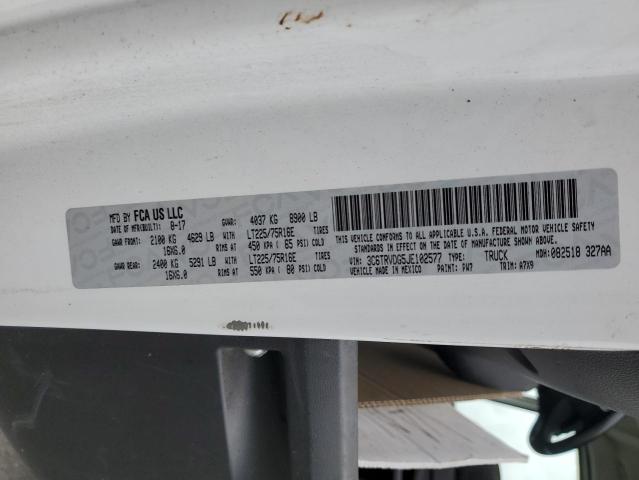 MFD BY FCA US LLC
DATE OF MFR(BUILT): 8-17 GVWR: 4037 KG 8900 LB
GAWR FRONT: 2100 KG 4629 LB WITH LT225/75R16E TIRES
16X6.0 RIMS AT 450 KPA ( 65 PSI) COLD
GAWR REAR: 2400 KG 5291 LB WITH LT225/75R16E TIRES
16X6.0 RIMS AT 550 KPA ( 80 PSI) COLD
THIS VEHICLE CONFORMS TO ALL APPLICABLE U.S.A. FEDERAL MOTOR VEHICLE
SAFETY STANDARDS IN EFFECT ON THE DATE OF MANUFACTURE SHOWN ABOVE.
VIN: 3C6TRVDG5JE102577 TYPE: TRUCK MDH: 082518 327AA
VEHICLE MADE IN MEXICO PAINT: PW7 TRIM: A7X9